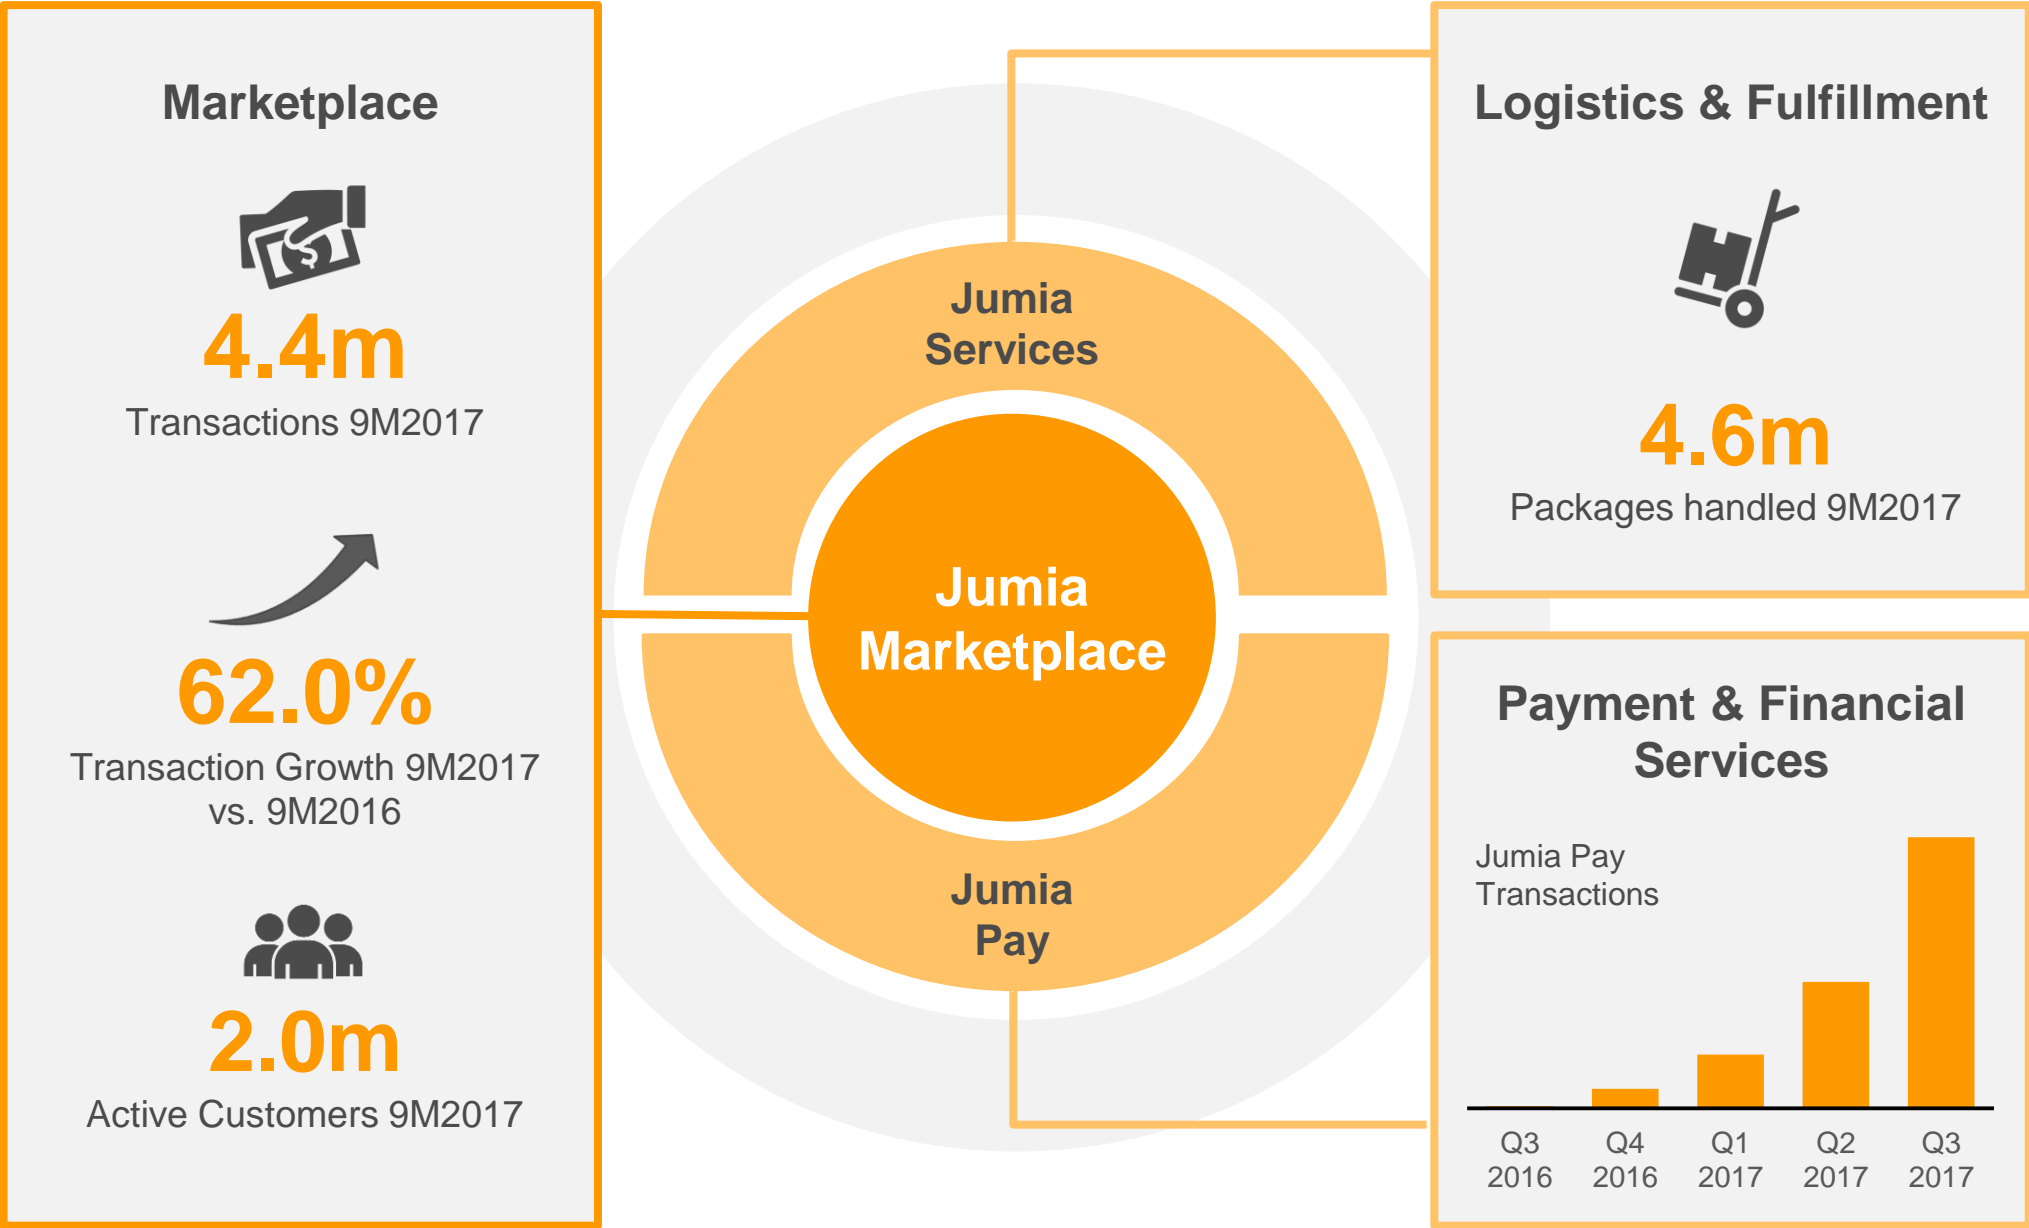 Marketplace
$
4.4m
Transactions 9M2017
62.0%
Transaction Growth 9M2017
vs. 9M2016
2.0m
Active Customers 9M2017
Jumia
Services
Jumia
Marketplace
Jumia
Pay
Logistics & Fulfillment
4.6m
Packages handled 9M2017
Payment & Financial
Services
Jumia Pay
Transactions
Q3 Q4 Q1 Q2 Q3
2016 2016 2017 2017 2017